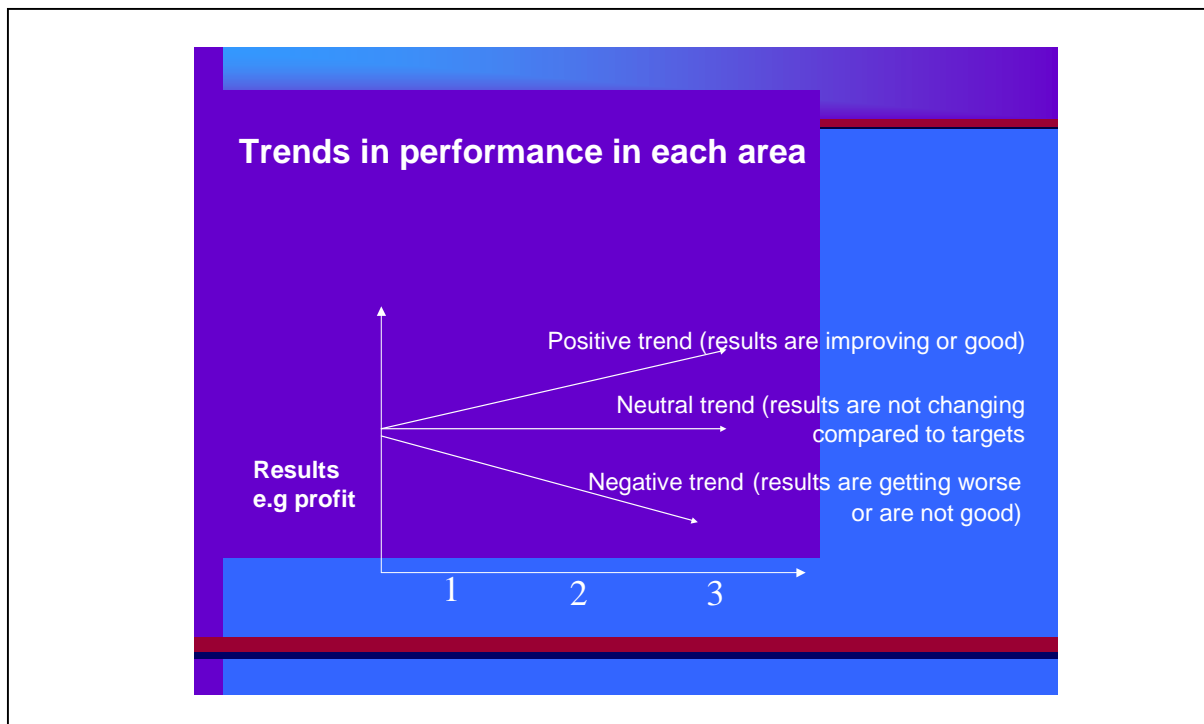 Trends in performance in each area
Positive trend (results are improving or good)
Neutral trend (results are not changing
compared to targets
Results
e.g profit
Negative trend (results are getting worse
or are not good)
1 2 3